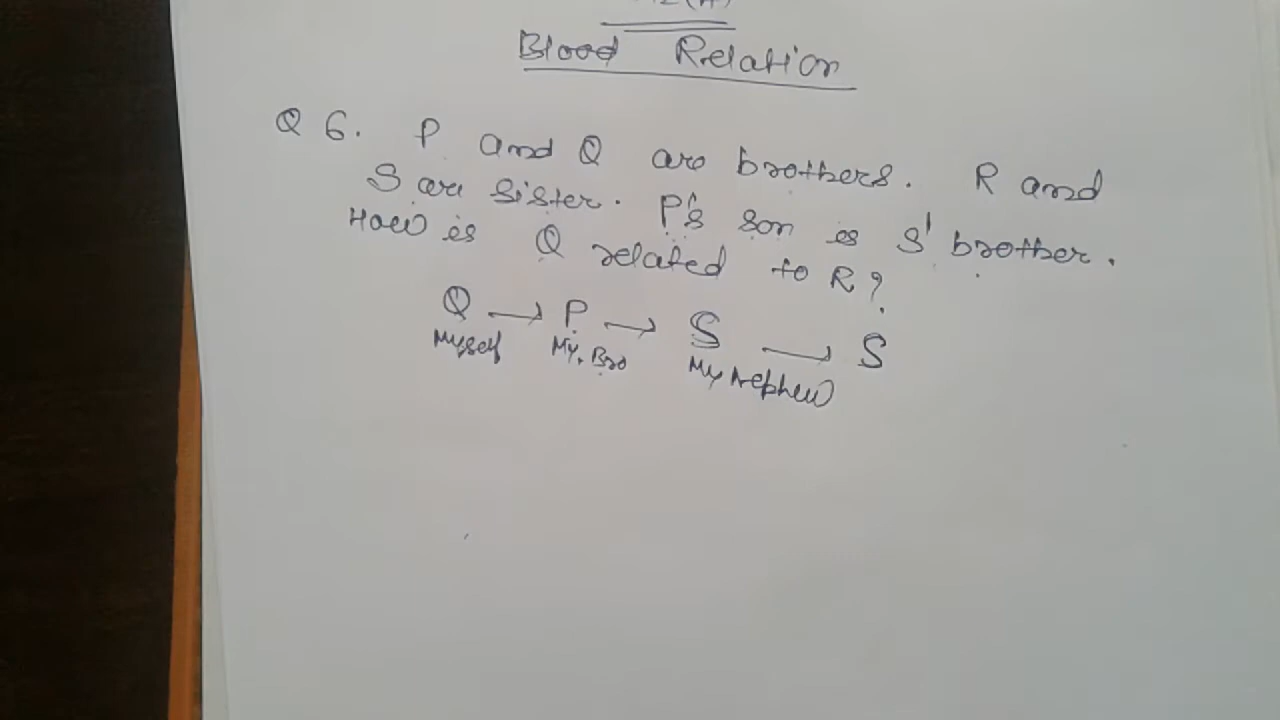 Blood Relation
Q 6. P and Q are brothers. R and
S are sister. P's son is S' brother.
How is Q related to R?
Q → P → S → S
Myself My. Bro My Nephew